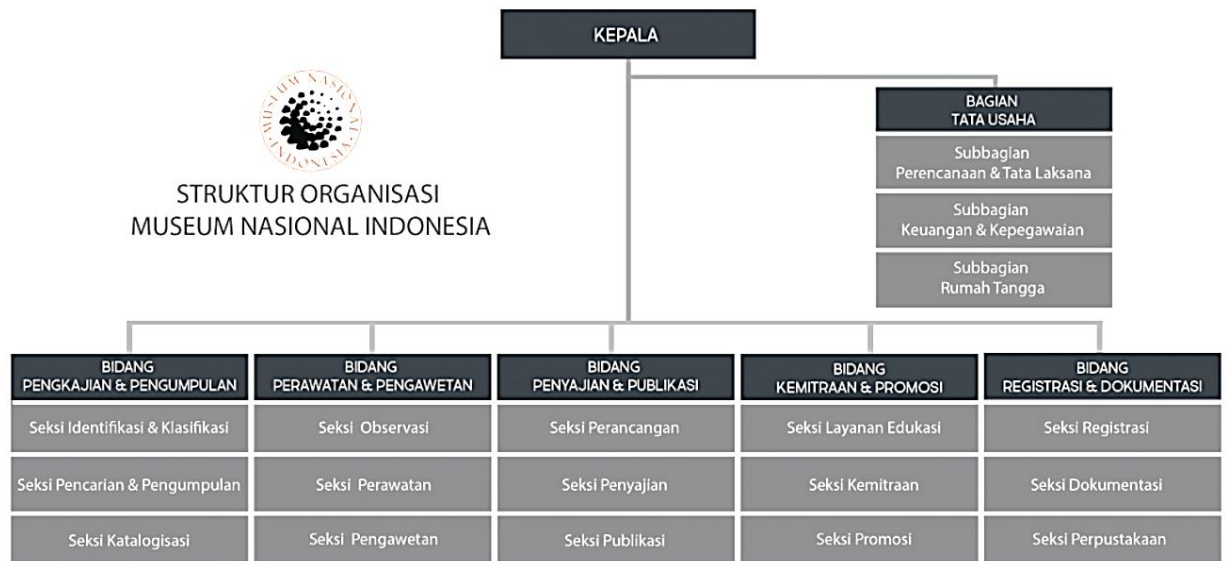 KEPALA
MUSEUM NASIONAL
INDONESIA
STRUKTUR ORGANISASI
MUSEUM NASIONAL INDONESIA
BAGIAN
TATA USAHA
Subbagian
Perencanaan & Tata Laksana
Subbagian
Keuangan & Kepegawaian
Subbagian
Rumah Tangga
BIDANG
PENGKAJIAN & PENGUMPULAN
Seksi Identifikasi & Klasifikasi
Seksi Pencarian & Pengumpulan
Seksi Katalogisasi
BIDANG
PERAWATAN & PENGAWETAN
Seksi Observasi
Seksi Perawatan
Seksi Pengawetan
BIDANG
PENYAJIAN & PUBLIKASI
Seksi Perancangan
Seksi Penyajian
Seksi Publikasi
BIDANG
KEMITRAAN & PROMOSI
Seksi Layanan Edukasi
Seksi Kemitraan
Seksi Promosi
BIDANG
REGISTRASI & DOKUMENTASI
Seksi Registrasi
Seksi Dokumentasi
Seksi Perpustakaan